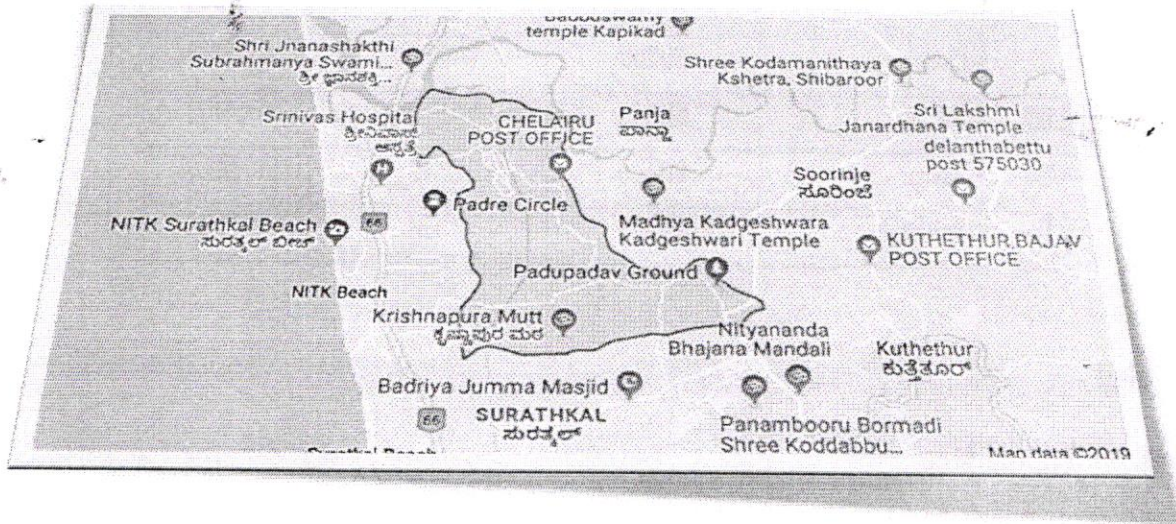 temple Kapikad
Shri Jnanashakthi
Subrahmanya Swami...
ಶ್ರೀ ಜ್ಞಾನಶಕ್ತಿ...
Shree Kodamanithaya
Kshetra, Shibaroor
Srinivas Hospital
ಶ್ರೀನಿವಾಸ್
ಆಸ್ಪತ್ರೆ
CHELAIRU
POST OFFICE
Panja
ಪಾನ್ಜಾ
Sri Lakshmi
Janardhana Temple
delanthabettu
post 575030
Soorinje
ಸೂರಿಂಜೆ
Padre Circle
NITK Surathkal Beach
ಸುರತ್ಕಲ್ ಬೀಚ್
66
Madhya Kadgeshwara
Kadgeshwari Temple
KUTHETHUR,BAJAV
POST OFFICE
Padupadav Ground
NITK Beach
Krishnapura Mutt
ಕೃಷ್ಣಾಪುರ ಮಠ
Nityananda
Bhajana Mandali
Kuthethur
ಕುತ್ತೆತೂರ್
Badriya Jumma Masjid
66
SURATHKAL
ಸುರತ್ಕಲ್
Panambooru Bormadi
Shree Koddabbu...
Map data ©2019